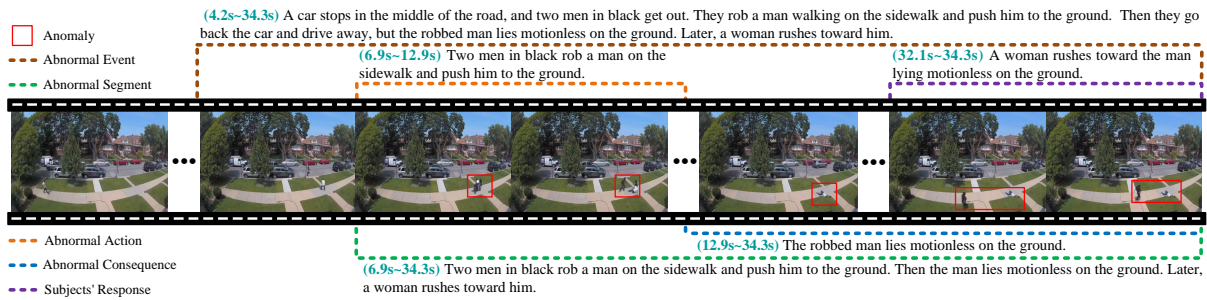 (4.2s~34.3s) A car stops in the middle of the road, and two men in black get out. They rob a man walking on the sidewalk and push him to the ground. Then they go
back the car and drive away, but the robbed man lies motionless on the ground. Later, a woman rushes toward him.
Anomaly
Abnormal Event
Abnormal Segment
(6.9s~12.9s) Two men in black rob a man on the
sidewalk and push him to the ground.
(32.1s~34.3s) A woman rushes toward the man
lying motionless on the ground.
Abnormal Action
Abnormal Consequence
Subjects' Response
(12.9s~34.3s) The robbed man lies motionless on the ground.
(6.9s~34.3s) Two men in black rob a man on the sidewalk and push him to the ground. Then the man lies motionless on the ground. Later,
a woman rushes toward him.